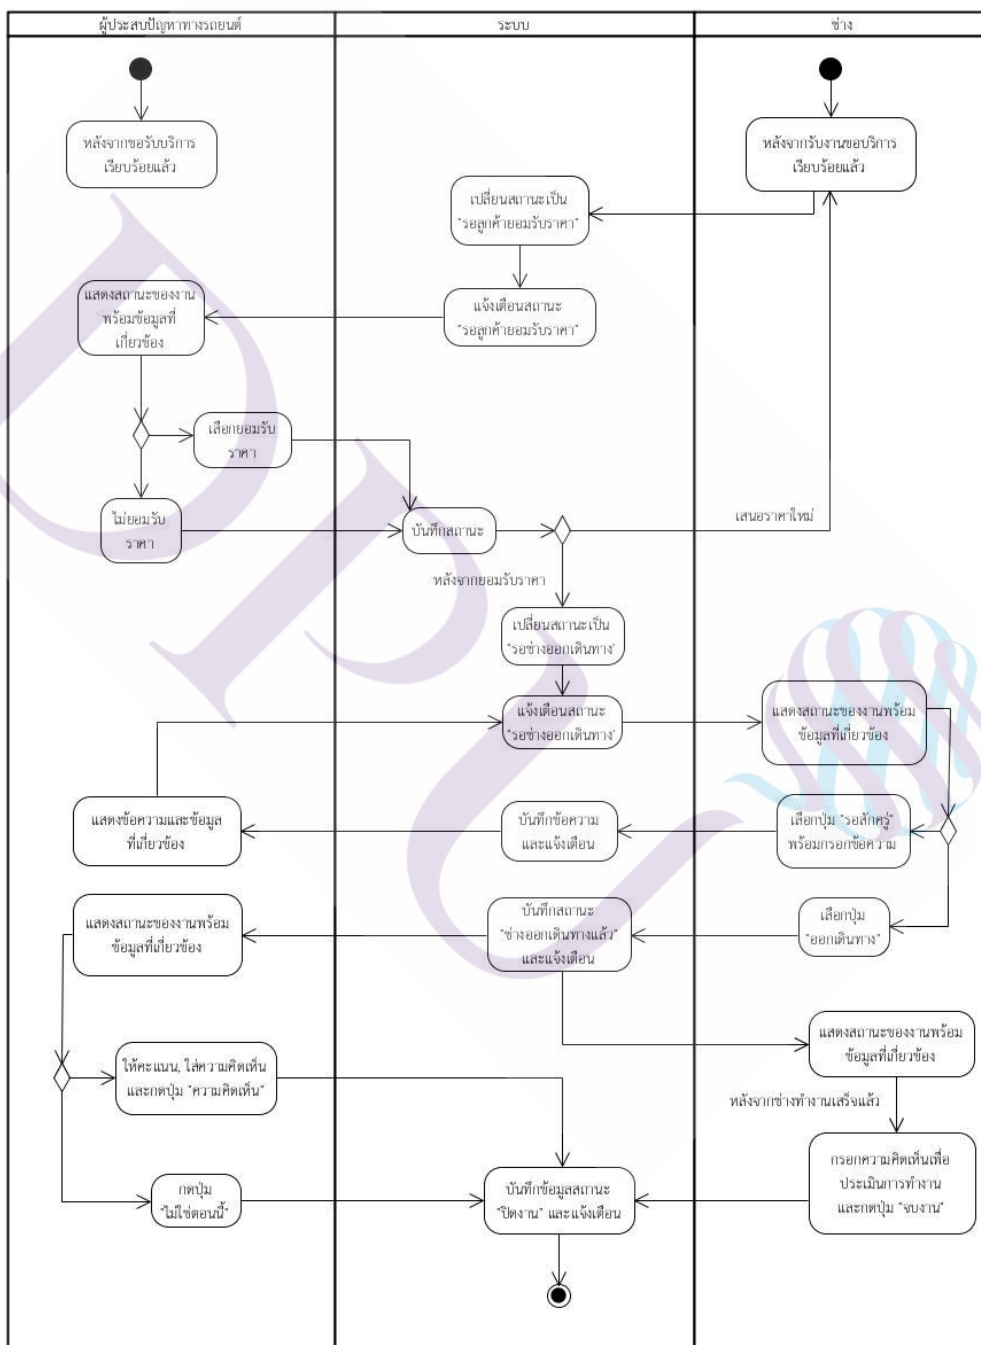 ผู้ประสบปัญหาทางรถยนต์
ระบบ
ช่าง
หลังจากขอรับบริการ
เรียบร้อยแล้ว
หลังจากรับงานขอบริการ
เรียบร้อยแล้ว
เปลี่ยนสถานะเป็น
"รอลูกค้ายอมรับราคา"
แสดงสถานะของงาน
พร้อมข้อมูลที่
เกี่ยวข้อง
แจ้งเตือนสถานะ
"รอลูกค้ายอมรับราคา"
เลือกยอมรับ
ราคา
ไม่ยอมรับ
ราคา
บันทึกสถานะ
เสนอราคาใหม่
หลังจากยอมรับราคา
เปลี่ยนสถานะเป็น
"รอช่างออกเดินทาง'
แจ้งเตือนสถานะ
"รอช่างออกเดินทาง'
แสดงสถานะของงานพร้อม
ข้อมูลที่เกี่ยวข้อง
แสดงข้อความและข้อมูล
ที่เกี่ยวข้อง
บันทึกข้อความ
และแจ้งเตือน
เลือกปุ่ม "รอสักครู่"
พร้อมกรอกข้อความ
แสดงสถานะของงานพร้อม
ข้อมูลที่เกี่ยวข้อง
บันทึกสถานะ
"ช่างออกเดินทางแล้ว"
และแจ้งเตือน
เลือกปุ่ม
"ออกเดินทาง"
แสดงสถานะของงานพร้อม
ข้อมูลที่เกี่ยวข้อง
ให้คะแนน, ใส่ความคิดเห็น
และกดปุ่ม "ความคิดเห็น"
หลังจากช่างทำงานเสร็จแล้ว
กดปุ่ม
"ไม่ใช่ตอนนี้"
บันทึกข้อมูลสถานะ
"ปิดงาน" และแจ้งเตือน
กรอกความคิดเห็นเพื่อ
ประเมินการทำงาน
และกดปุ่ม "จบงาน"
DPU